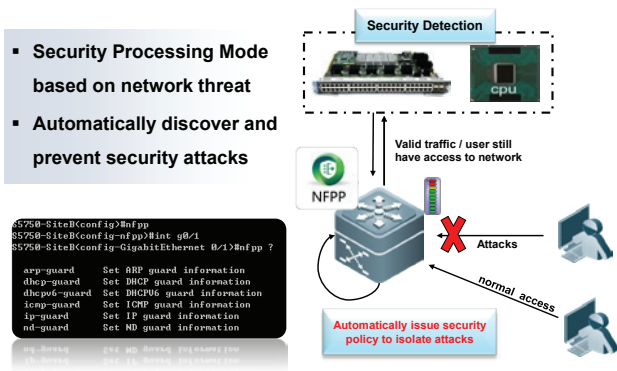 Security Detection
▪ Security Processing Mode
based on network threat
▪ Automatically discover and
prevent security attacks
cpu
Valid traffic / user still
have access to network
NFPP
Attacks
normal access
Automatically issue security
policy to isolate attacks
S5750-SiteB(config)#nfpp
S5750-SiteB(config-nfpp)#int g0/1
S5750-SiteB(config-GigabitEthernet 0/1)#nfpp ?
arp-guard Set ARP guard information
dhcp-guard Set DHCP guard information
dhcpv6-guard Set DHCPV6 guard information
icmp-guard Set ICMP guard information
ip-guard Set IP guard information
nd-guard Set ND guard information